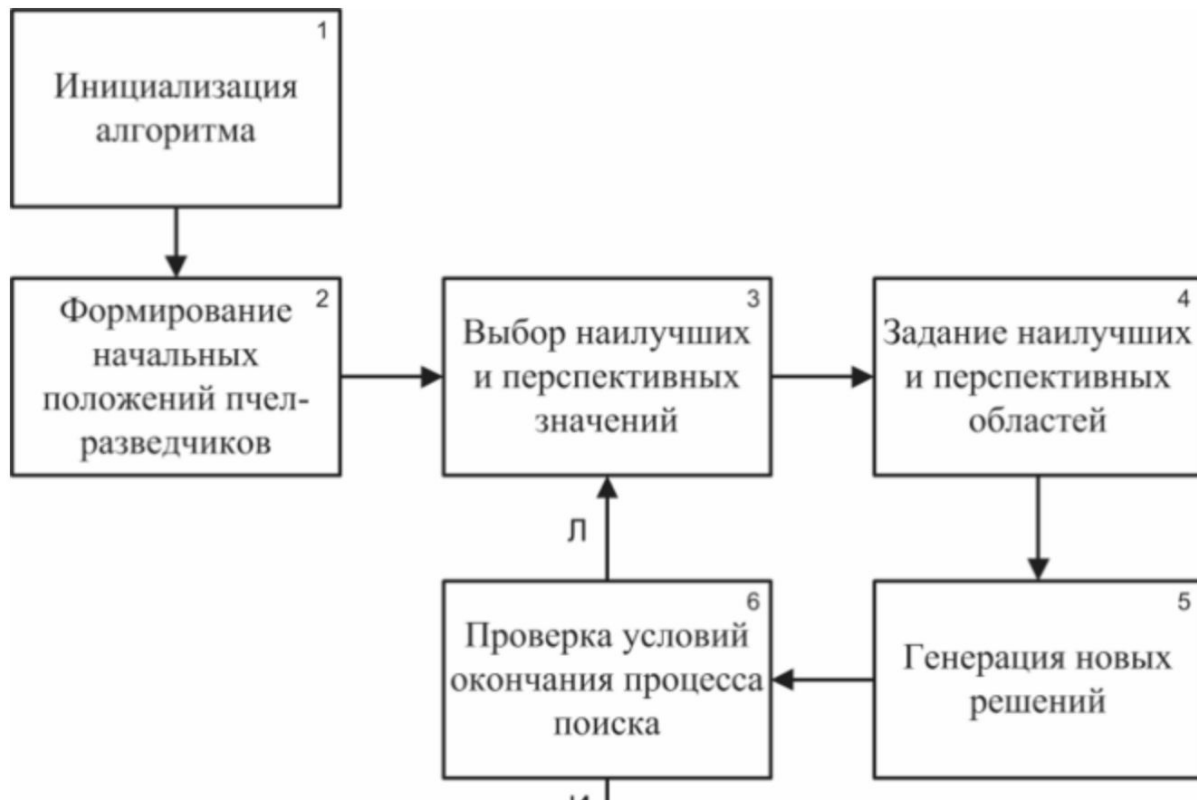 1
Инициализация
алгоритма
2
Формирование
начальных
положений пчел-
разведчиков
3
Выбор наилучших
и перспективных
значений
4
Задание наилучших
и перспективных
областей
Л
6
Проверка условий
окончания процесса
поиска
5
Генерация новых
решений